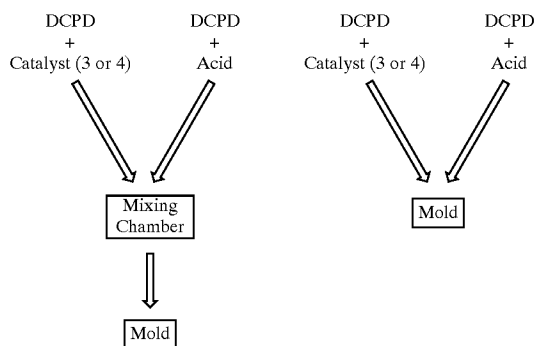 DCPD
+
Catalyst (3 or 4)
DCPD
+
Acid
Mixing
Chamber
Mold
DCPD
+
Catalyst (3 or 4)
DCPD
+
Acid
Mold